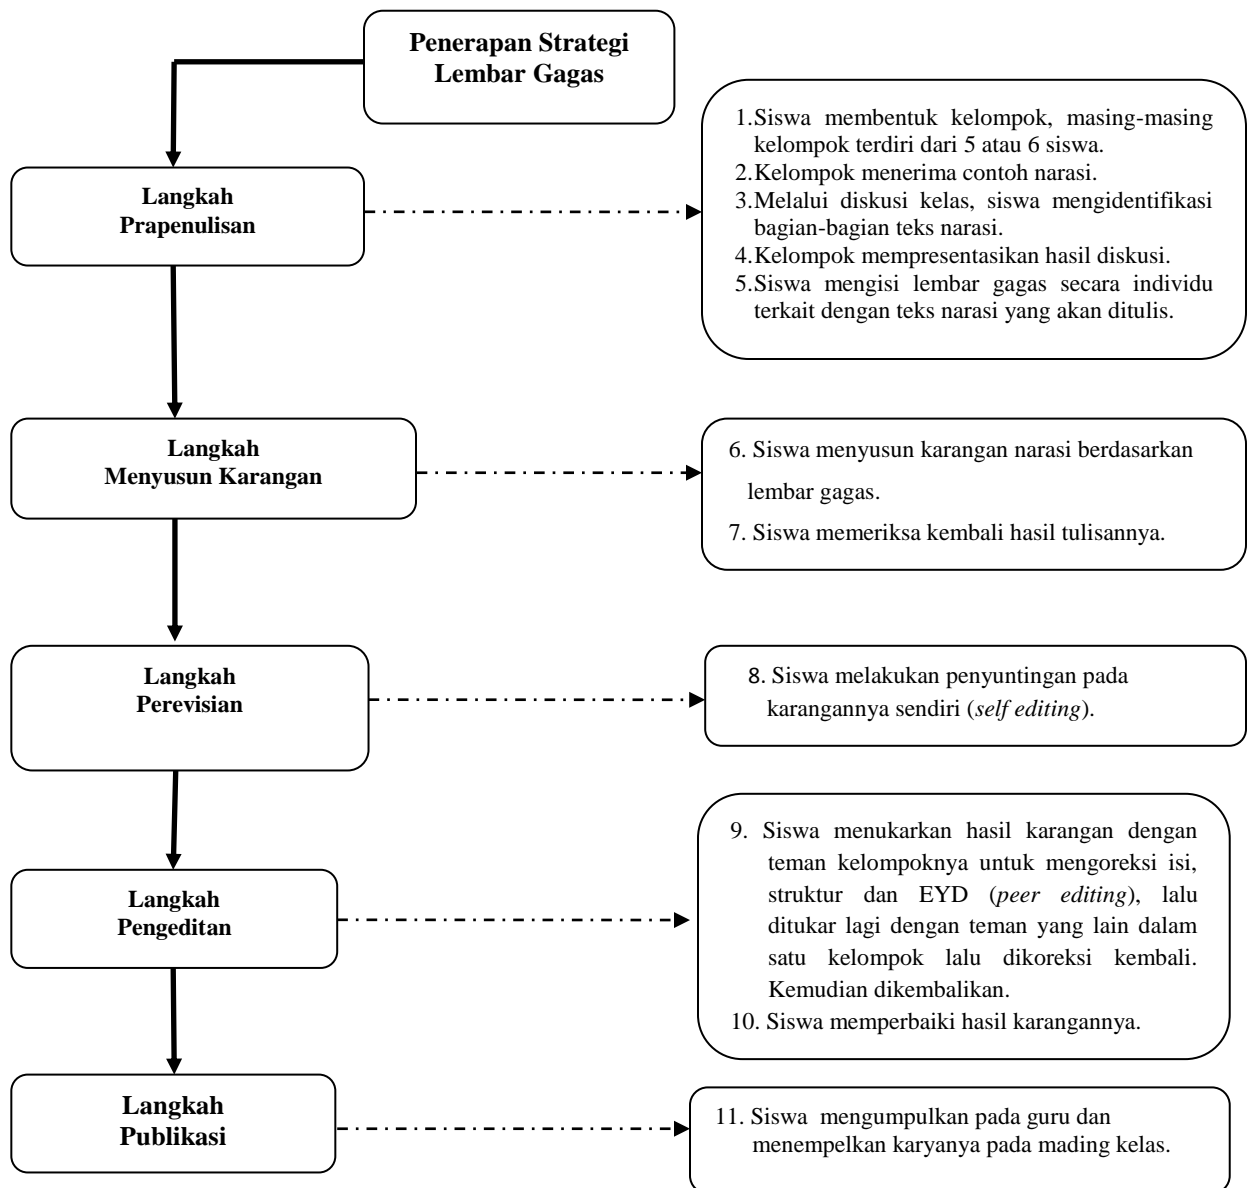 Penerapan Strategi
Lembar Gagas
Langkah
Prapenulisan
1.Siswa membentuk kelompok, masing-masing
kelompok terdiri dari 5 atau 6 siswa.
2.Kelompok menerima contoh narasi.
3.Melalui diskusi kelas, siswa mengidentifikasi
bagian-bagian teks narasi.
4.Kelompok mempresentasikan hasil diskusi.
5.Siswa mengisi lembar gagas secara individu
terkait dengan teks narasi yang akan ditulis.
Langkah
Menyusun Karangan
6. Siswa menyusun karangan narasi berdasarkan
lembar gagas.
7. Siswa memeriksa kembali hasil tulisannya.
Langkah
Perevisian
8. Siswa melakukan penyuntingan pada
karangannya sendiri (self editing).
Langkah
Pengeditan
9. Siswa menukarkan hasil karangan dengan
teman kelompoknya untuk mengoreksi isi,
struktur dan EYD (peer editing), lalu
ditukar lagi dengan teman yang lain dalam
satu kelompok lalu dikoreksi kembali.
Kemudian dikembalikan.
10. Siswa memperbaiki hasil karangannya.
Langkah
Publikasi
11. Siswa mengumpulkan pada guru dan
menempelkan karyanya pada mading kelas.